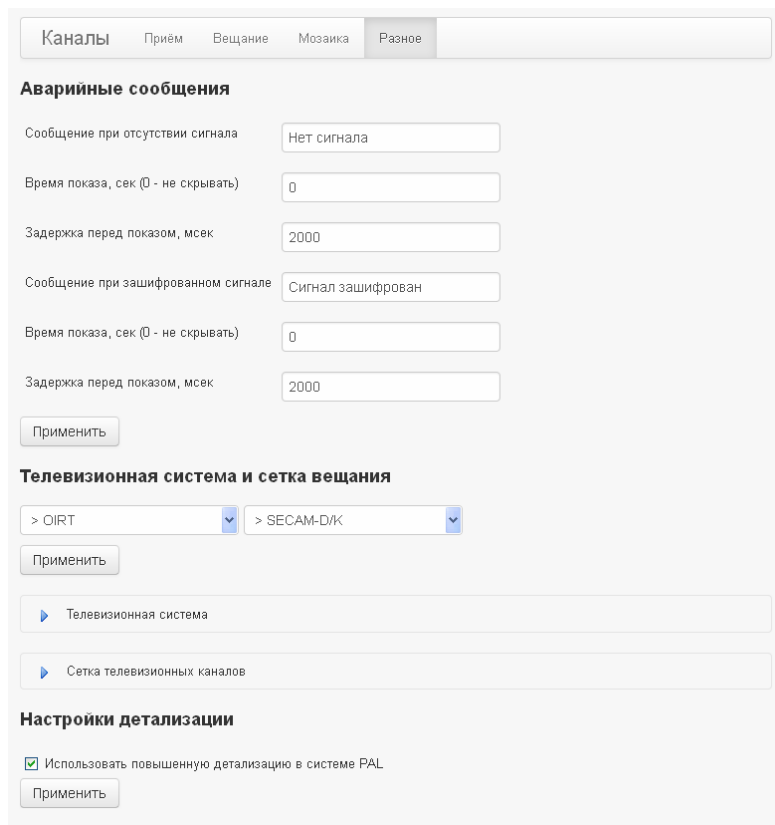 Каналы Приём Вещание Мозаика Разное
Аварийные сообщения
Сообщение при отсутствии сигнала Нет сигнала
Время показа, сек (0 - не скрывать) 0
Задержка перед показом, мсек 2000
Сообщение при зашифрованном сигнале Сигнал зашифрован
Время показа, сек (0 - не скрывать) 0
Задержка перед показом, мсек 2000
Применить
Телевизионная система и сетка вещания
> OIRT > SECAM-D/K
Применить
Телевизионная система
Сетка телевизионных каналов
Настройки детализации
Использовать повышенную детализацию в системе PAL
Применить